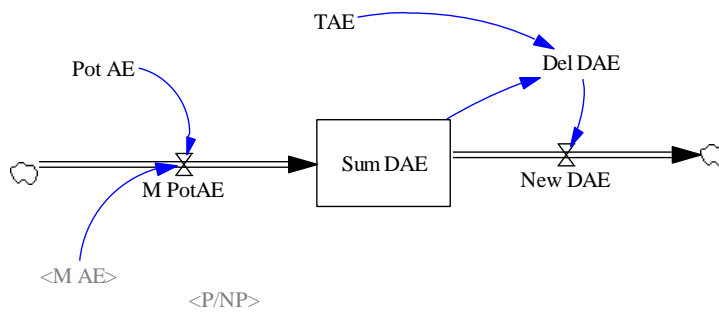 TAE
Pot AE
Del DAE
Sum DAE
M PotAE
New DAE
<M AE>
<P/NP>